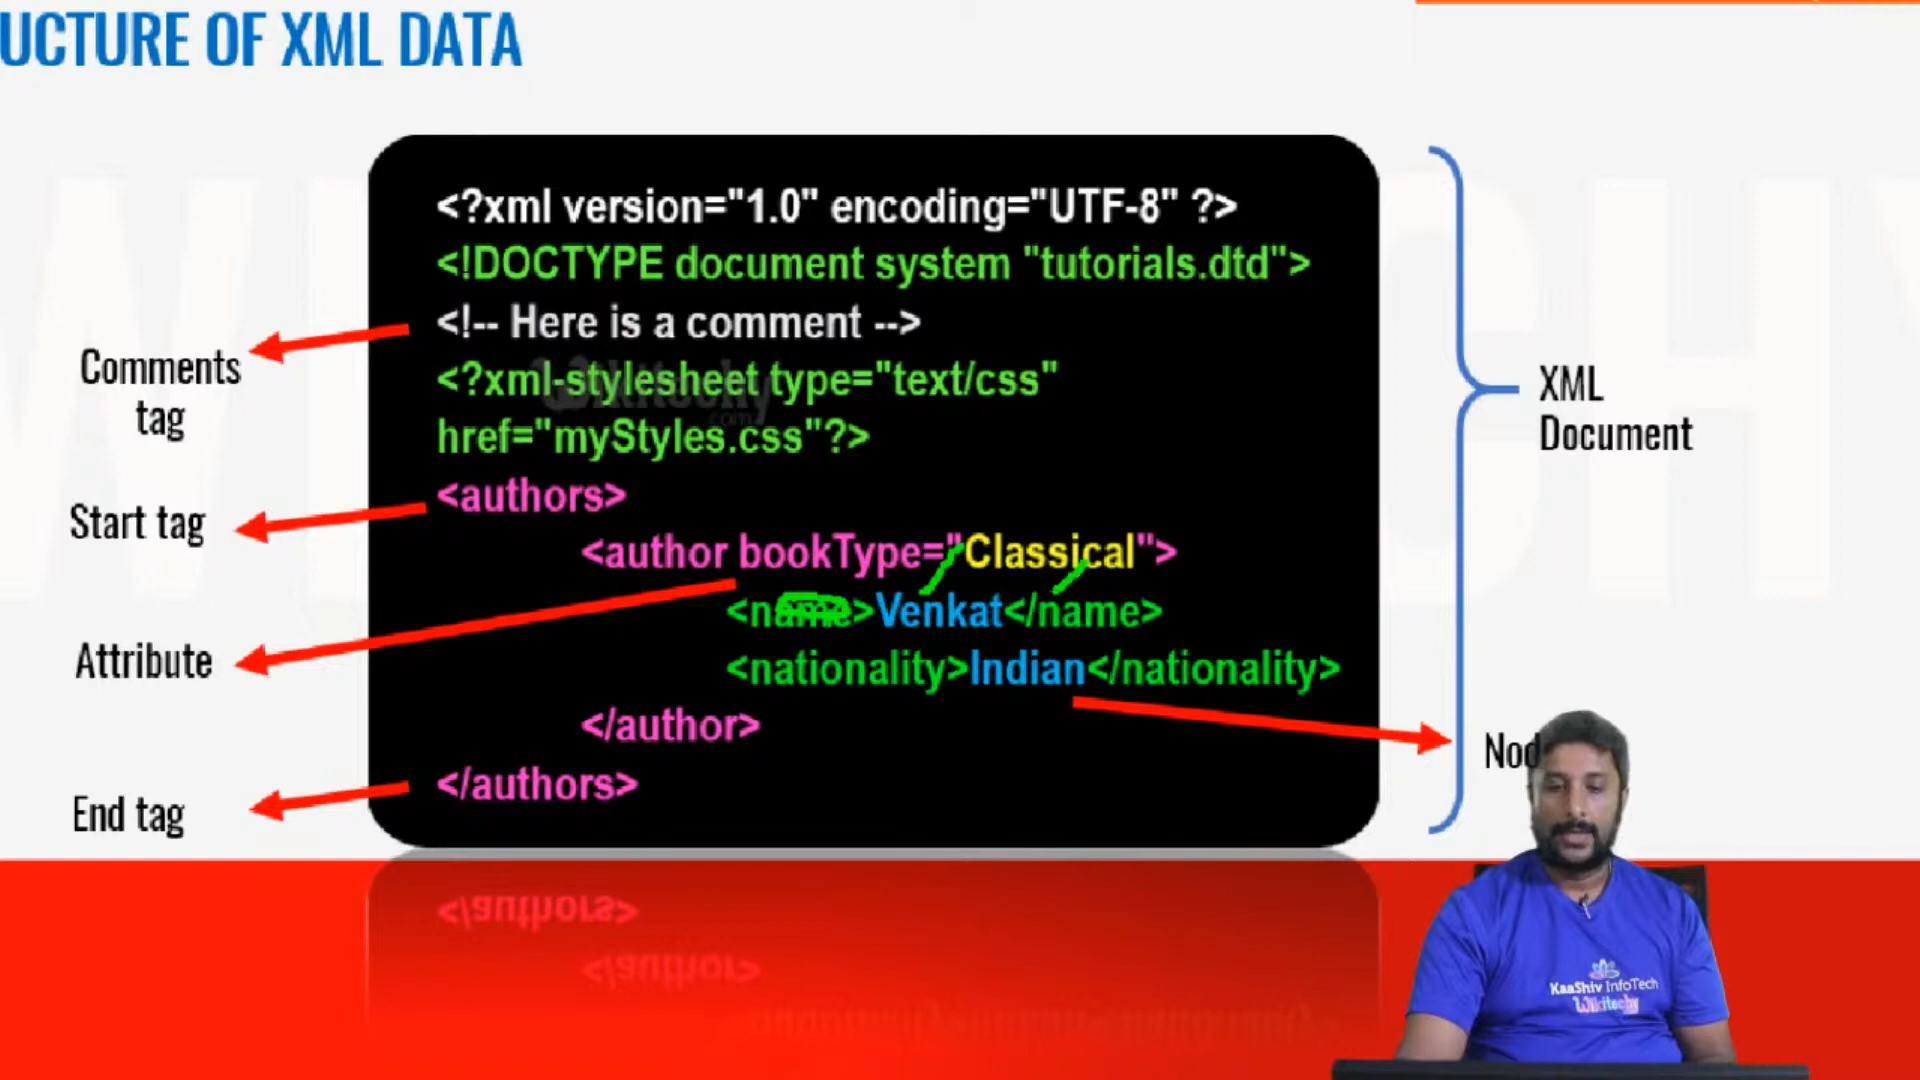 UCTURE OF XML DATA
<?xml version="1.0" encoding="UTF-8" ?>
<!DOCTYPE document system "tutorials.dtd">
<!-- Here is a comment -->
<?xml-stylesheet type="text/css"
href="myStyles.css"?>
<authors>
<author bookType="Classical">
<name>Venkat</name>
<nationality>Indian</nationality>
</author>
</authors>
Comments
tag
Start tag
Attribute
End tag
XML
Document
Nod
KaaShiv InfoTech
Wikitechy